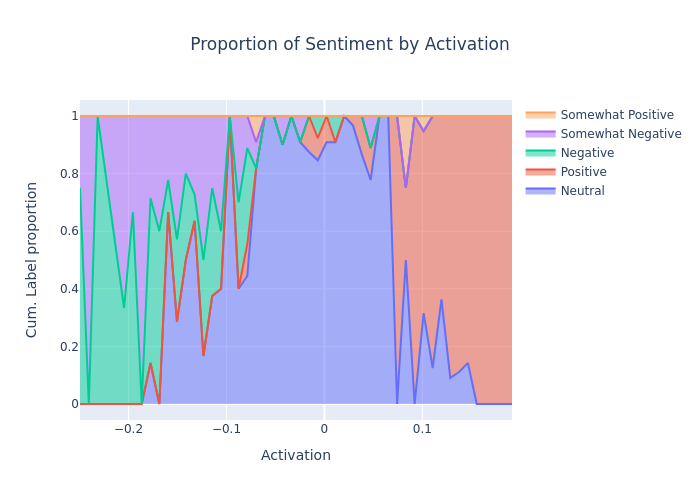 Proportion of Sentiment by Activation
Somewhat Positive
Somewhat Negative
Negative
Positive
Neutral
Cum. Label proportion
1
0.8
0.6
0.4
0.2
0
−0.2
−0.1
0
0.1
Activation